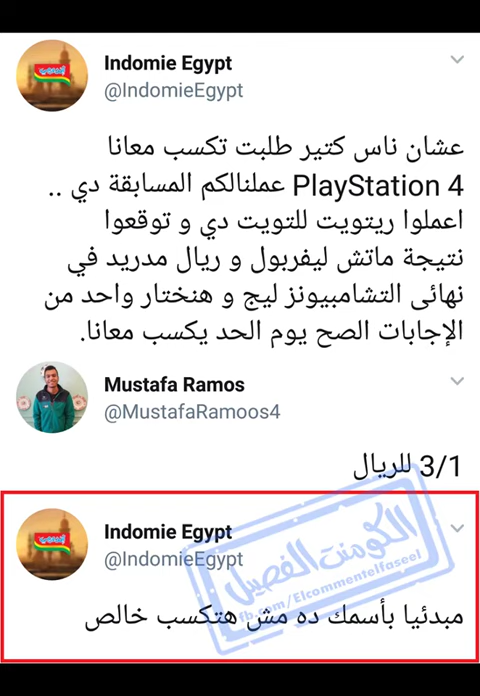 Indomie Egypt
@IndomieEgypt
عشان ناس كتير طلبت تكسب معانا
PlayStation 4 عملنالكم المسابقة دي ..
اعملوا ريتويت للتويت دي و توقعوا
نتيجة ماتش ليفربول و ريال مدريد في
نهائى التشامبيونز ليج و هنختار واحد من
الإجابات الصح يوم الحد يكسب معانا.
Mustafa Ramos
@MustafaRamoos4
3/1 للريال
Indomie Egypt
@IndomieEgypt
الكومنت الفصيل
fb.com/Elcommentelfaseel
مبدئيا بأسمك ده مش هتكسب خالص